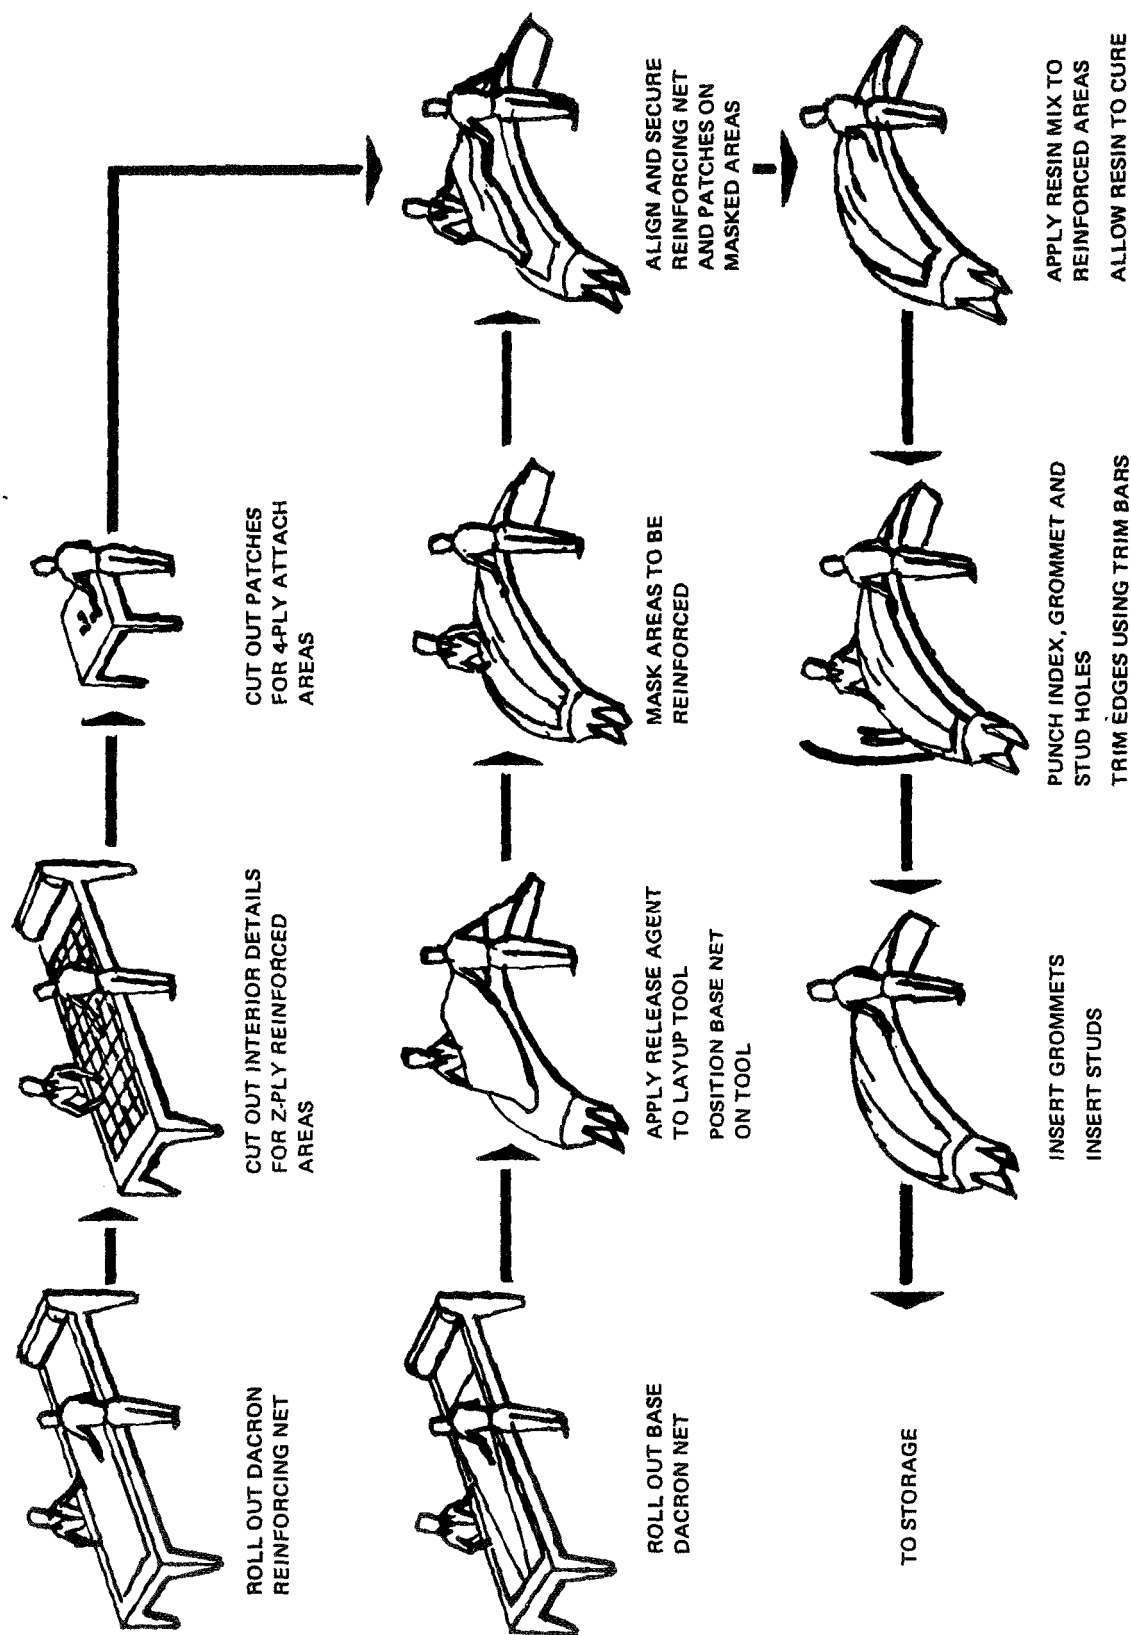 ROLL OUT DACRON
REINFORCING NET
CUT OUT INTERIOR DETAILS
FOR Z-PLY REINFORCED
AREAS
CUT OUT PATCHES
FOR 4-PLY ATTACH
AREAS
ROLL OUT BASE
DACRON NET
APPLY RELEASE AGENT
TO LAYUP TOOL
POSITION BASE NET
ON TOOL
MASK AREAS TO BE
REINFORCED
ALIGN AND SECURE
REINFORCING NET
AND PATCHES ON
MASKED AREAS
TO STORAGE
INSERT GROMMETS
INSERT STUDS
PUNCH INDEX, GROMMET AND
STUD HOLES
TRIM EDGES USING TRIM BARS
APPLY RESIN MIX TO
REINFORCED AREAS
ALLOW RESIN TO CURE